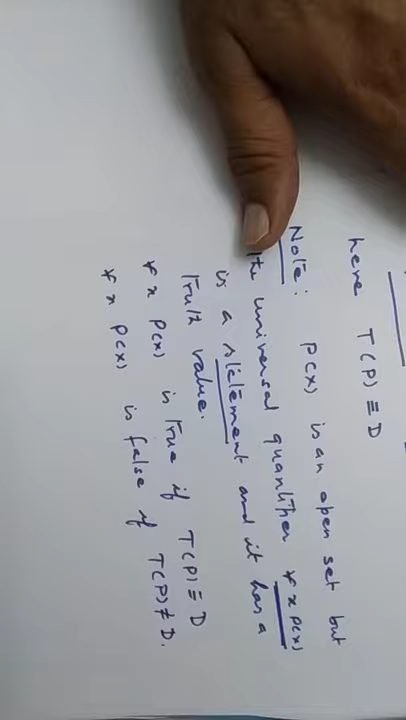 here T(P) ≡ D
Note: P(x) is an open set but
the universal quantifier ∀x P(x)
is a statement and it has a
Truth value.
∀x P(x) is True if T(P) ≡ D
∀x P(x) is false if T(P) ≠ D.